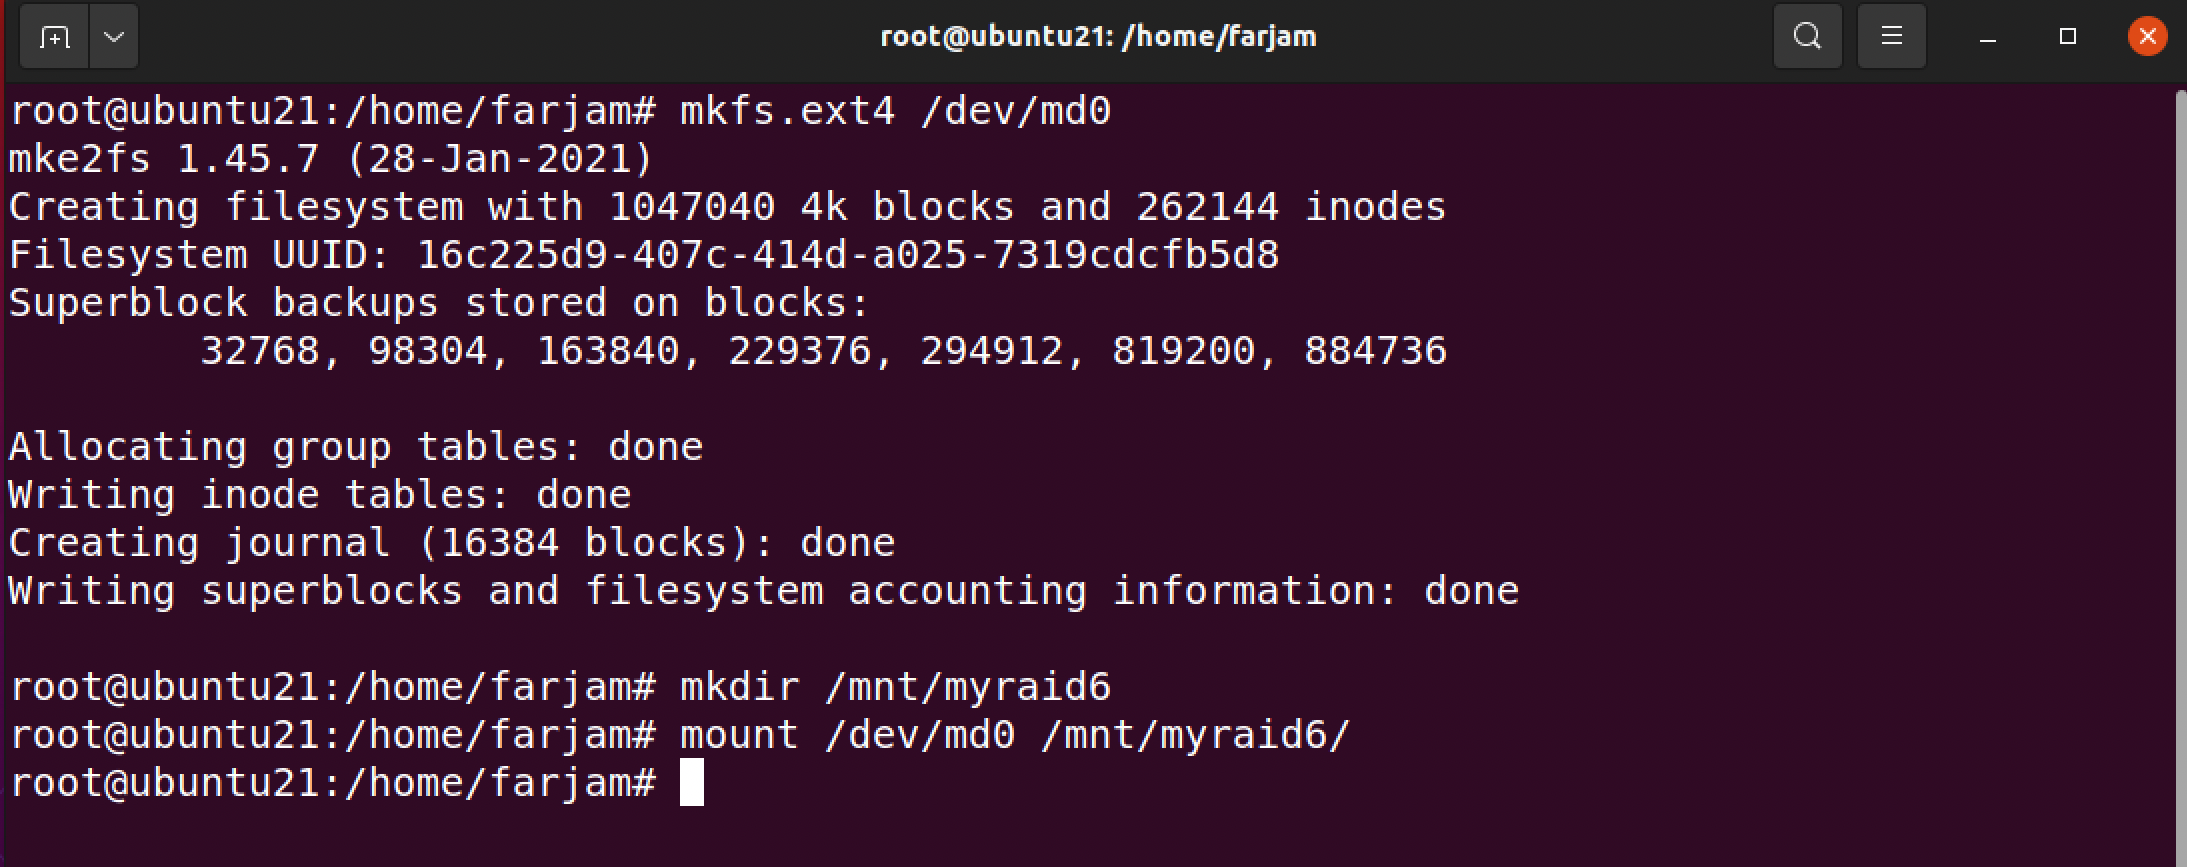 root@ubuntu21: /home/farjam
root@ubuntu21:/home/farjam# mkfs.ext4 /dev/md0
mke2fs 1.45.7 (28-Jan-2021)
Creating filesystem with 1047040 4k blocks and 262144 inodes
Filesystem UUID: 16c225d9-407c-414d-a025-7319cdcfb5d8
Superblock backups stored on blocks:
        32768, 98304, 163840, 229376, 294912, 819200, 884736

Allocating group tables: done
Writing inode tables: done
Creating journal (16384 blocks): done
Writing superblocks and filesystem accounting information: done

root@ubuntu21:/home/farjam# mkdir /mnt/myraid6
root@ubuntu21:/home/farjam# mount /dev/md0 /mnt/myraid6/
root@ubuntu21:/home/farjam#